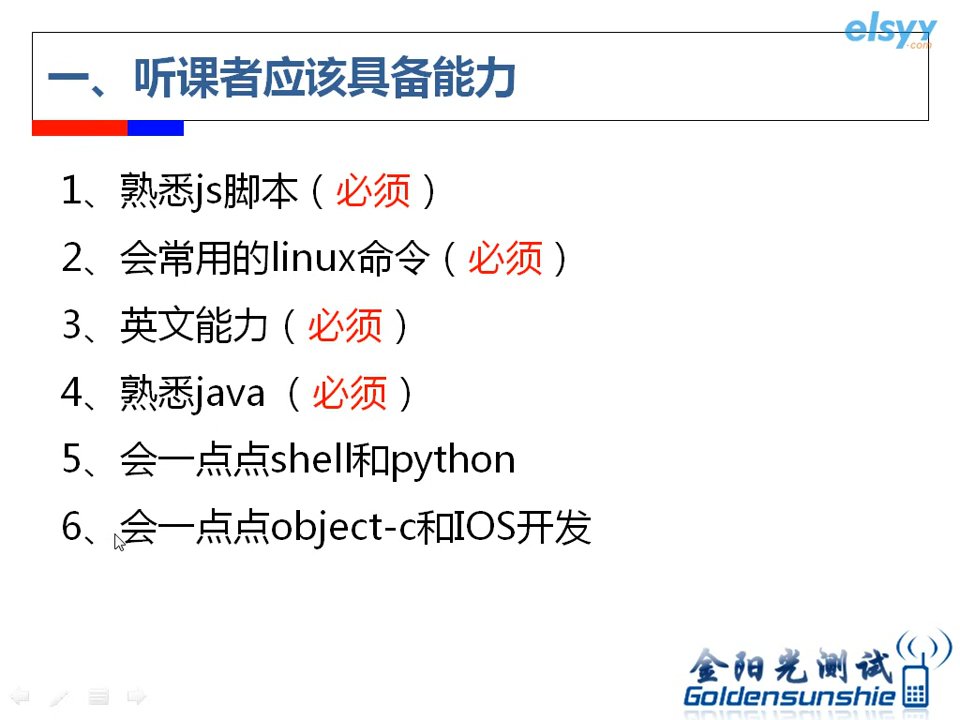 elsyy
.com
一、听课者应该具备能力
1、熟悉js脚本（必须）
2、会常用的linux命令（必须）
3、英文能力（必须）
4、熟悉java（必须）
5、会一点点shell和python
6、会一点点object-c和IOS开发
金阳光测试
Goldensunshie